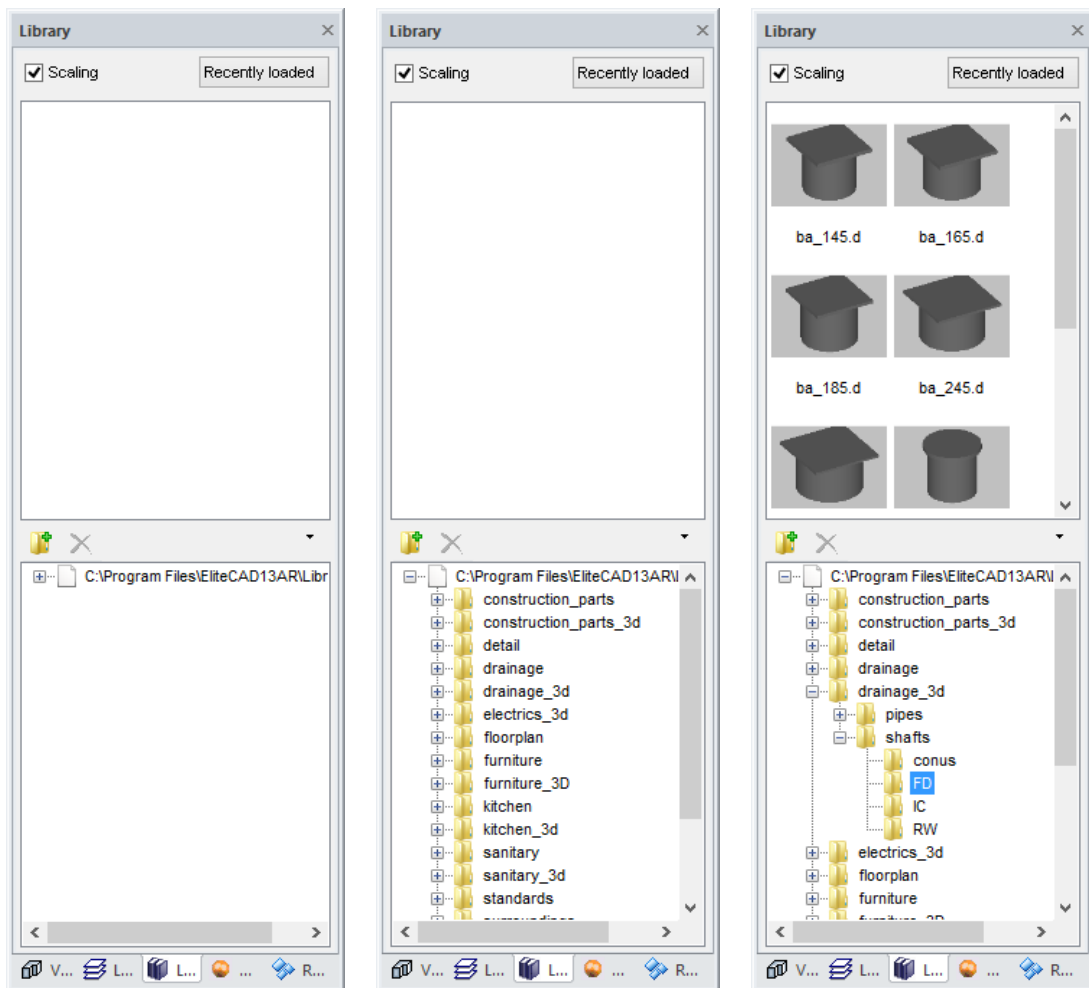 Library
Scaling
Recently loaded
C:\Program Files\EliteCAD13AR\Libr
V...
L...
L...
...
R...
Library
Scaling
Recently loaded
C:\Program Files\EliteCAD13AR\L
construction_parts
construction_parts_3d
detail
drainage
drainage_3d
electrics_3d
floorplan
furniture
furniture_3D
kitchen
kitchen_3d
sanitary
sanitary_3d
standards
surroundings
V...
L...
L...
...
R...
Library
Scaling
Recently loaded
ba_145.d ba_165.d
ba_185.d ba_245.d
C:\Program Files\EliteCAD13AR\L
construction_parts
construction_parts_3d
detail
drainage
drainage_3d
pipes
shafts
conus
FD
IC
RW
electrics_3d
floorplan
furniture
furniture_3D
V...
L...
L...
...
R...